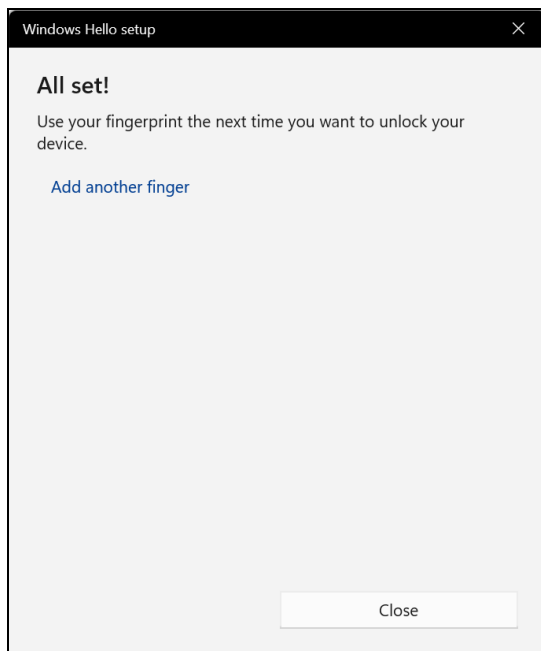 Windows Hello setup
All set!
Use your fingerprint the next time you want to unlock your
device.
Add another finger
Close